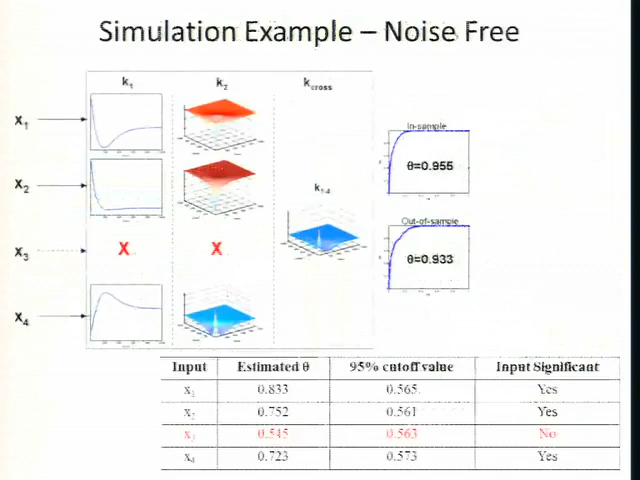 Simulation Example – Noise Free
k1 k2 kcross
x1
x2
x3 X X
x4
k1-4
In-sample
θ=0.955
Out-of-sample
θ=0.933
Input Estimated θ 95% cutoff value Input Significant
x1 0.833 0.565 Yes
x2 0.752 0.561 Yes
x3 0.545 0.563 No
x4 0.723 0.573 Yes